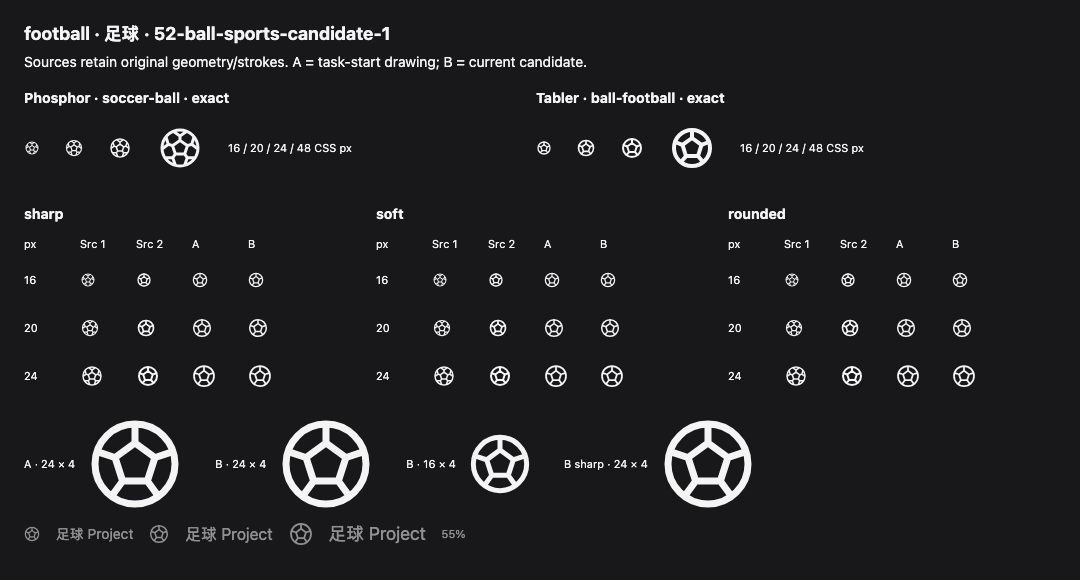 football · 足球 · 52-ball-sports-candidate-1
Sources retain original geometry/strokes. A = task-start drawing; B = current candidate.
Phosphor · soccer-ball · exact
Tabler · ball-football · exact
16 / 20 / 24 / 48 CSS px
16 / 20 / 24 / 48 CSS px
sharp
soft
rounded
px Src 1 Src 2 A B
px Src 1 Src 2 A B
px Src 1 Src 2 A B
16
16
16
20
20
20
24
24
24
A · 24 × 4
B · 24 × 4
B · 16 × 4
B sharp · 24 × 4
足球 Project
足球 Project
足球 Project
55%